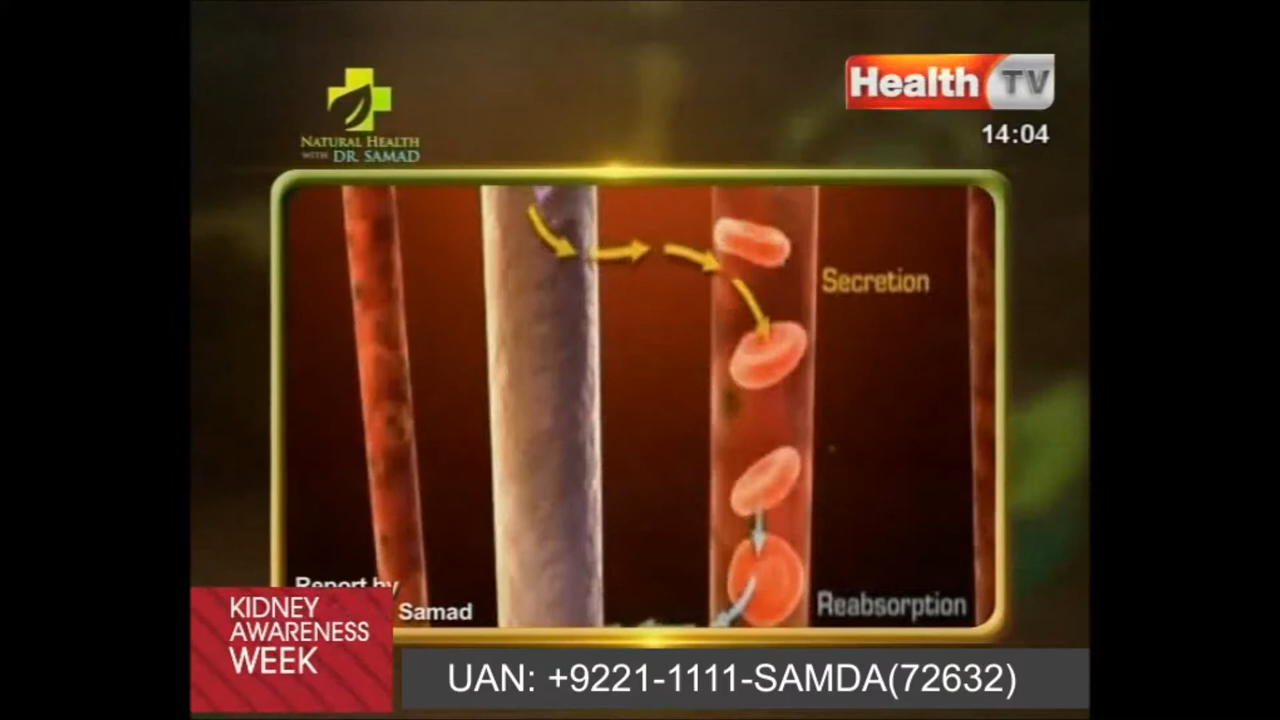 Health TV
14:04
NATURAL HEALTH
WITH DR. SAMAD
Secretion
Reabsorption
Report by
Samad
KIDNEY
AWARENESS
WEEK
UAN: +9221-1111-SAMDA(72632)